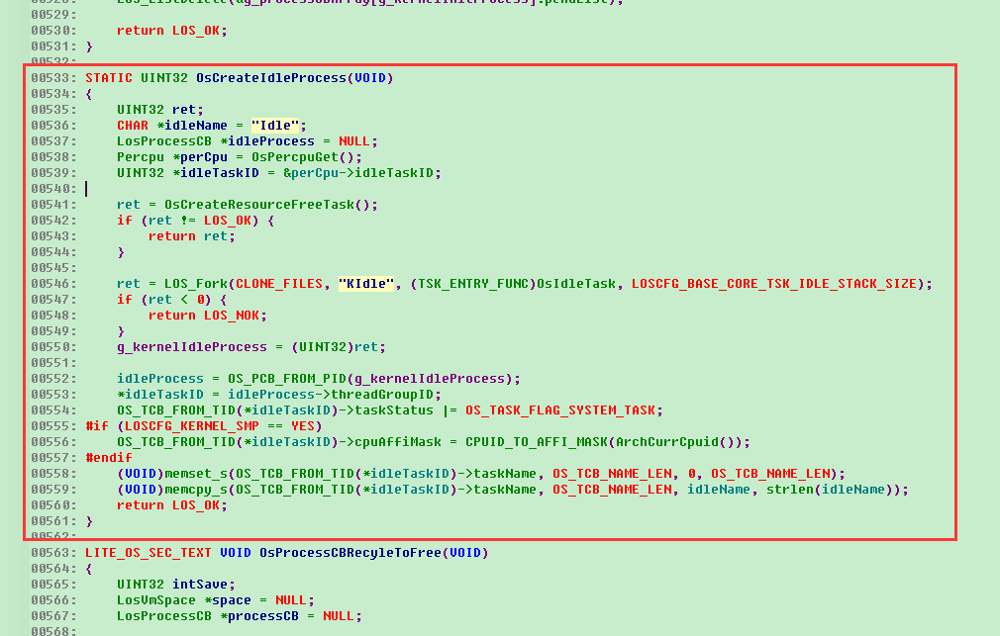 00529:
00530:     return LOS_OK;
00531: }
00532:
00533: STATIC UINT32 OsCreateIdleProcess(VOID)
00534: {
00535:     UINT32 ret;
00536:     CHAR *idleName = "Idle";
00537:     LosProcessCB *idleProcess = NULL;
00538:     Percpu *perCpu = OsPercpuGet();
00539:     UINT32 *idleTaskID = &perCpu->idleTaskID;
00540:
00541:     ret = OsCreateResourceFreeTask();
00542:     if (ret != LOS_OK) {
00543:         return ret;
00544:     }
00545:
00546:     ret = LOS_Fork(CLONE_FILES, "KIdle", (TSK_ENTRY_FUNC)OsIdleTask, LOSCFG_BASE_CORE_TSK_IDLE_STACK_SIZE);
00547:     if (ret < 0) {
00548:         return LOS_NOK;
00549:     }
00550:     g_kernelIdleProcess = (UINT32)ret;
00551:
00552:     idleProcess = OS_PCB_FROM_PID(g_kernelIdleProcess);
00553:     *idleTaskID = idleProcess->threadGroupID;
00554:     OS_TCB_FROM_TID(*idleTaskID)->taskStatus |= OS_TASK_FLAG_SYSTEM_TASK;
00555: #if (LOSCFG_KERNEL_SMP == YES)
00556:     OS_TCB_FROM_TID(*idleTaskID)->cpuAffiMask = CPUID_TO_AFFI_MASK(ArchCurrCpuid());
00557: #endif
00558:     (VOID)memset_s(OS_TCB_FROM_TID(*idleTaskID)->taskName, OS_TCB_NAME_LEN, 0, OS_TCB_NAME_LEN);
00559:     (VOID)memcpy_s(OS_TCB_FROM_TID(*idleTaskID)->taskName, OS_TCB_NAME_LEN, idleName, strlen(idleName));
00560:     return LOS_OK;
00561: }
00562:
00563: LITE_OS_SEC_TEXT VOID OsProcessCBRecyleToFree(VOID)
00564: {
00565:     UINT32 intSave;
00566:     LosVmSpace *space = NULL;
00567:     LosProcessCB *processCB = NULL;
00568: